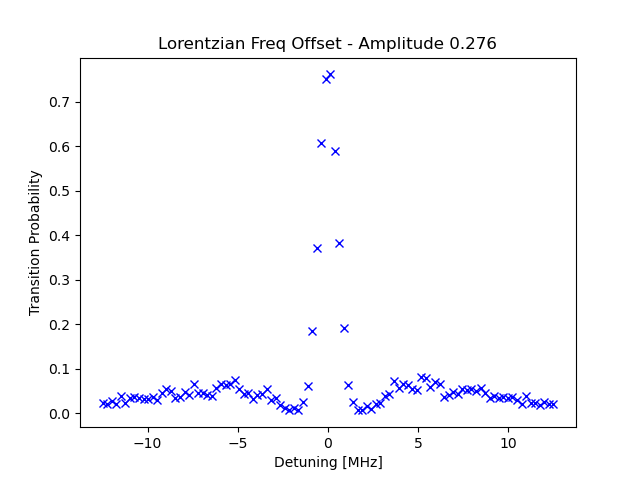 Lorentzian Freq Offset - Amplitude 0.276
Transition Probability
0.7
0.6
0.5
0.4
0.3
0.2
0.1
0.0
−10 −5 0 5 10
Detuning [MHz]